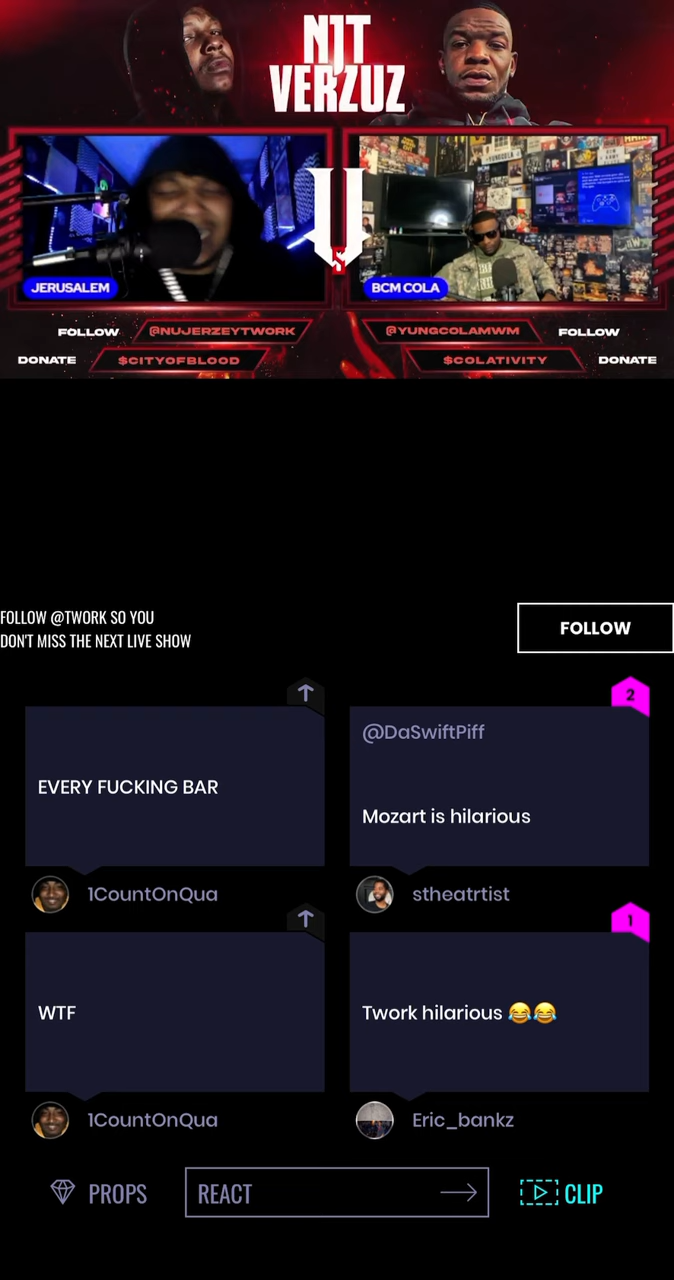 NJT
VERZUZ
VS
JERUSALEM
BCM COLA
FOLLOW
@NUJERZEYTWORK
@YUNGCOLAMWM
FOLLOW
DONATE
$CITYOFBLOOD
$COLATIVITY
DONATE
FOLLOW @TWORK SO YOU
DON'T MISS THE NEXT LIVE SHOW
FOLLOW
EVERY FUCKING BAR
1CountOnQua
2
@DaSwiftPiff
Mozart is hilarious
stheatrtist
WTF
1CountOnQua
1
Twork hilarious 😂😂
Eric_bankz
PROPS
REACT
CLIP